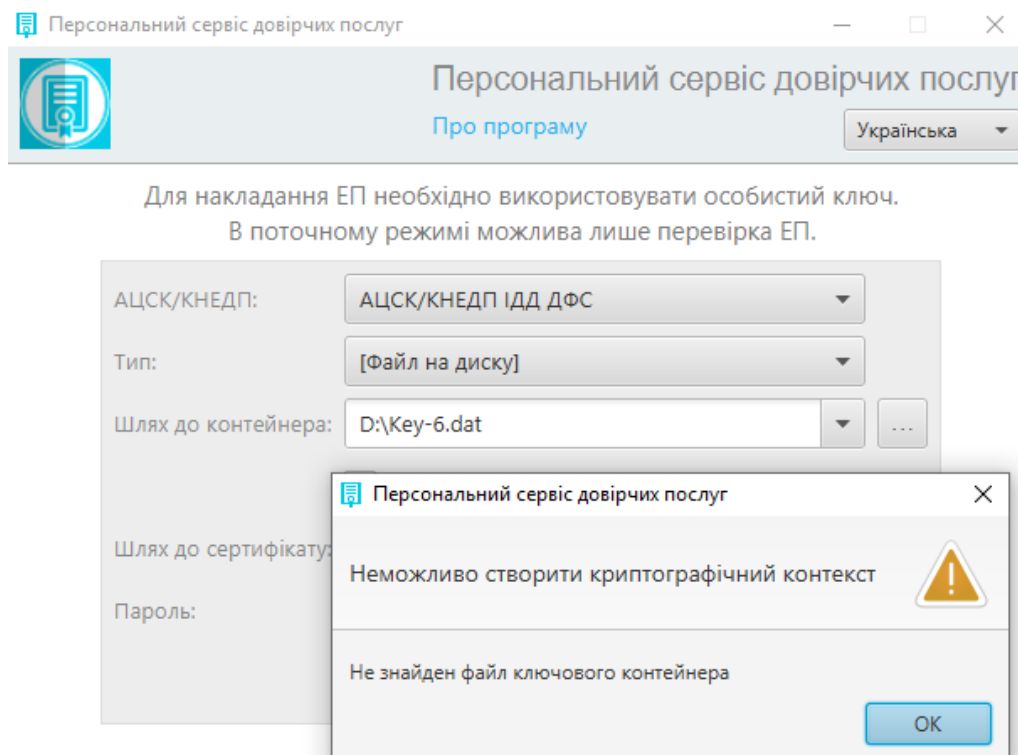 Персональний сервіс довірчих послуг
Персональний сервіс довірчих послуг
Про програму
Українська
Для накладання ЕП необхідно використовувати особистий ключ.
В поточному режимі можлива лише перевірка ЕП.
АЦСК/КНЕДП: АЦСК/КНЕДП ІДД ДФС
Тип: [Файл на диску]
Шлях до контейнера: D:\Key-6.dat ...
Персональний сервіс довірчих послуг
Шлях до сертифікату:
Неможливо створити криптографічний контекст
Пароль:
Не знайден файл ключового контейнера
ОК